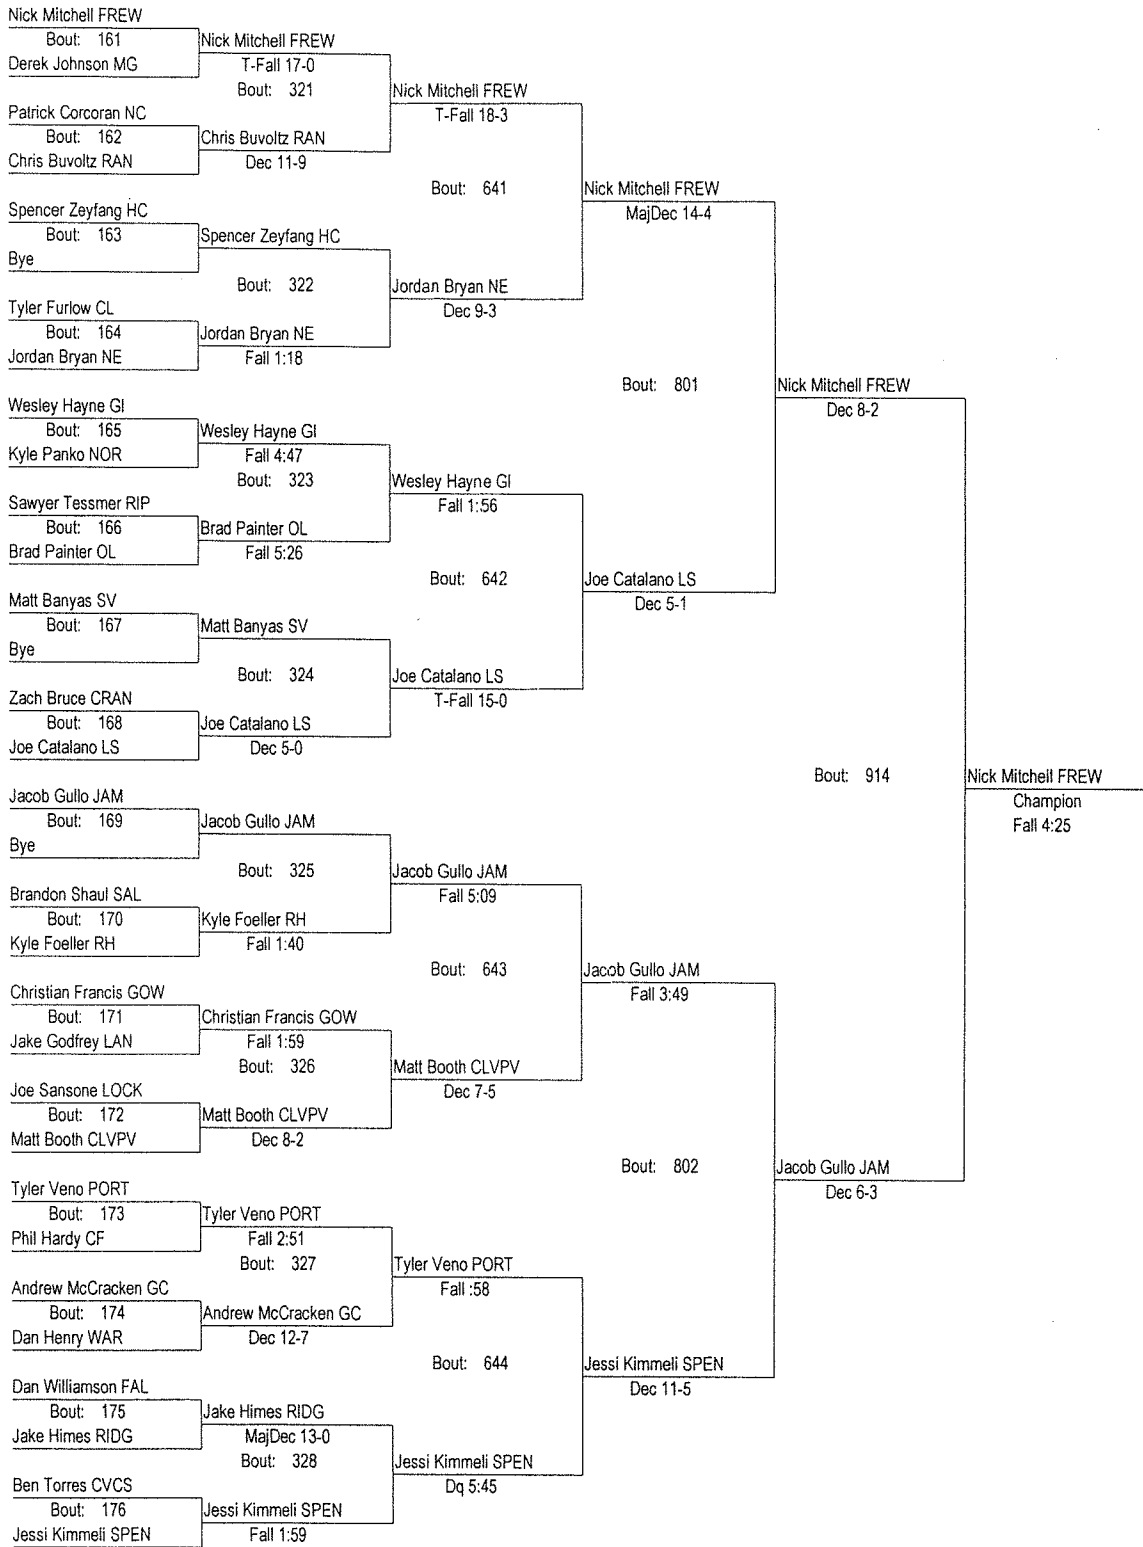 Nick Mitchell FREW
Bout: 161
Derek Johnson MG
Patrick Corcoran NC
Bout: 162
Chris Buvoltz RAN
Spencer Zeyfang HC
Bout: 163
Bye
Tyler Furlow CL
Bout: 164
Jordan Bryan NE
Wesley Hayne GI
Bout: 165
Kyle Panko NOR
Sawyer Tessmer RIP
Bout: 166
Brad Painter OL
Matt Banyas SV
Bout: 167
Bye
Zach Bruce CRAN
Bout: 168
Joe Catalano LS
Jacob Gullo JAM
Bout: 169
Bye
Brandon Shaul SAL
Bout: 170
Kyle Foeller RH
Christian Francis GOW
Bout: 171
Jake Godfrey LAN
Joe Sansone LOCK
Bout: 172
Matt Booth CLVPV
Tyler Veno PORT
Bout: 173
Phil Hardy CF
Andrew McCracken GC
Bout: 174
Dan Henry WAR
Dan Williamson FAL
Bout: 175
Jake Himes RIDG
Ben Torres CVCS
Bout: 176
Jessi Kimmeli SPEN
Nick Mitchell FREW
T-Fall 17-0
Bout: 321
Chris Buvoltz RAN
Dec 11-9
Spencer Zeyfang HC
Bout: 322
Jordan Bryan NE
Fall 1:18
Wesley Hayne GI
Fall 4:47
Bout: 323
Brad Painter OL
Fall 5:26
Matt Banyas SV
Bout: 324
Joe Catalano LS
Dec 5-0
Jacob Gullo JAM
Bout: 325
Kyle Foeller RH
Fall 1:40
Christian Francis GOW
Fall 1:59
Bout: 326
Matt Booth CLVPV
Dec 8-2
Tyler Veno PORT
Fall 2:51
Bout: 327
Andrew McCracken GC
Dec 12-7
Jake Himes RIDG
MajDec 13-0
Bout: 328
Jessi Kimmeli SPEN
Fall 1:59
Nick Mitchell FREW
T-Fall 18-3
Bout: 641
Jordan Bryan NE
Dec 9-3
Wesley Hayne GI
Fall 1:56
Bout: 642
Joe Catalano LS
T-Fall 15-0
Jacob Gullo JAM
Fall 5:09
Bout: 643
Matt Booth CLVPV
Dec 7-5
Tyler Veno PORT
Fall :58
Bout: 644
Jessi Kimmeli SPEN
Dq 5:45
Nick Mitchell FREW
MajDec 14-4
Bout: 801
Joe Catalano LS
Dec 5-1
Jacob Gullo JAM
Fall 3:49
Bout: 802
Jessi Kimmeli SPEN
Dec 11-5
Nick Mitchell FREW
Dec 8-2
Bout: 914
Jacob Gullo JAM
Dec 6-3
Nick Mitchell FREW
Champion
Fall 4:25